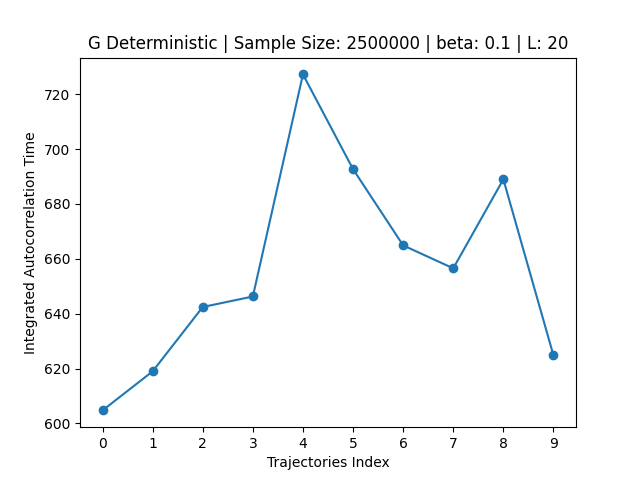 G Deterministic | Sample Size: 2500000 | beta: 0.1 | L: 20
720
700
680
660
640
620
600
Integrated Autocorrelation Time
0 1 2 3 4 5 6 7 8 9
Trajectories Index